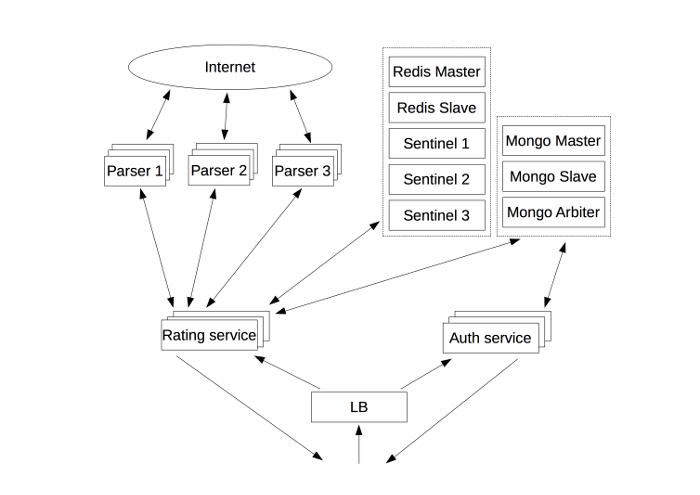 Internet
Redis Master
Redis Slave
Sentinel 1
Sentinel 2
Sentinel 3
Mongo Master
Mongo Slave
Mongo Arbiter
Parser 1
Parser 2
Parser 3
Rating service
Auth service
LB